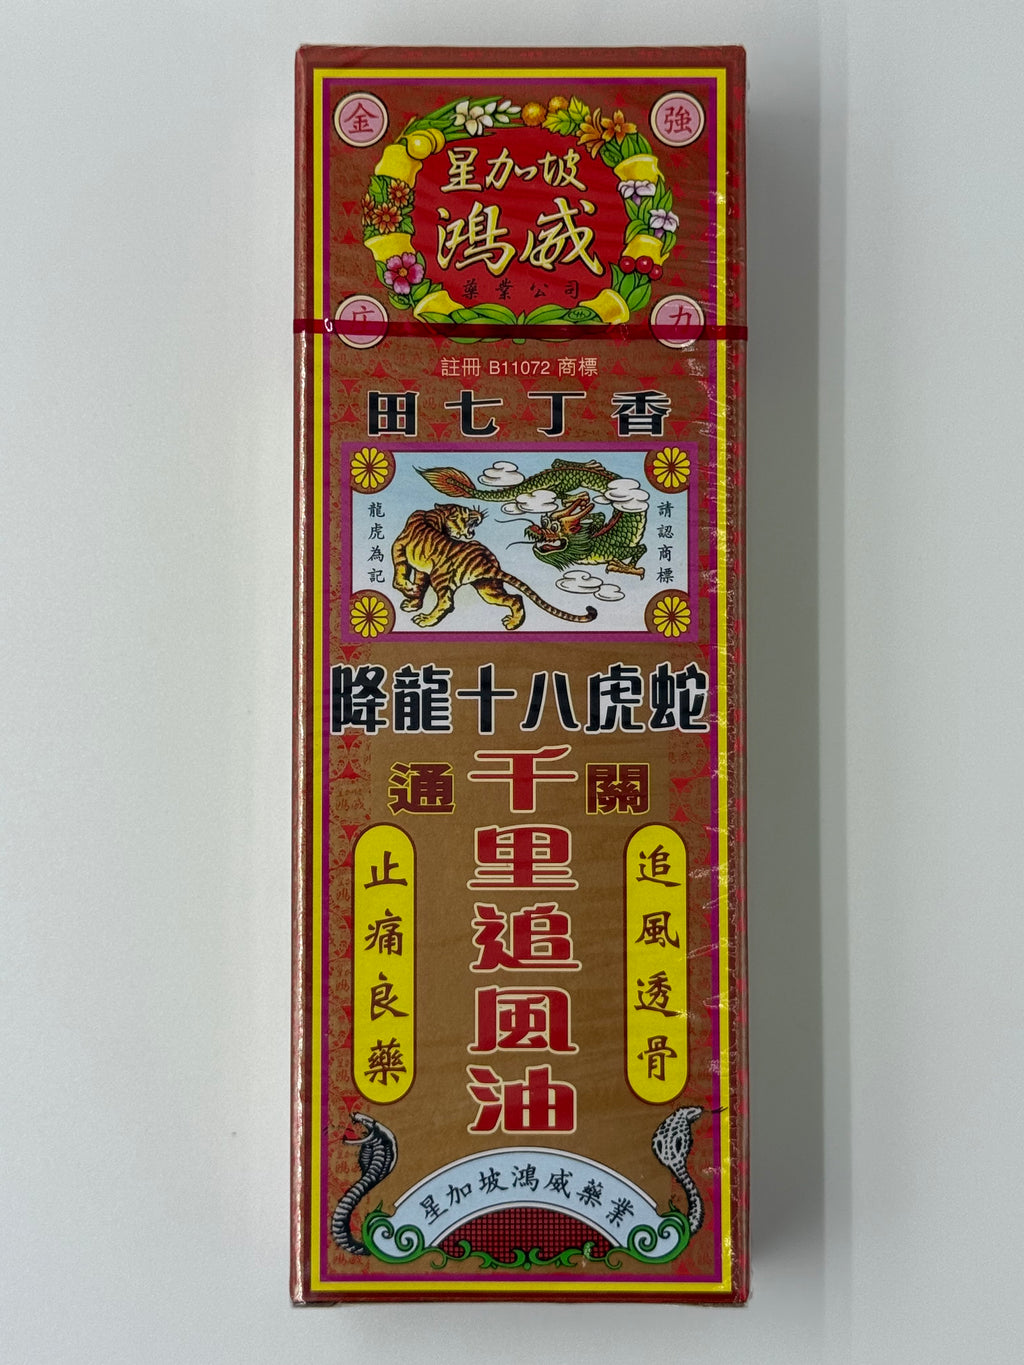 金 強
星加坡
鴻威
藥業公司
力
註冊 B11072 商標
田七丁香
請認商標
龍虎為記
降龍十八虎蛇
通關
千里追風油
追風透骨
止痛良藥
星加坡鴻威藥業